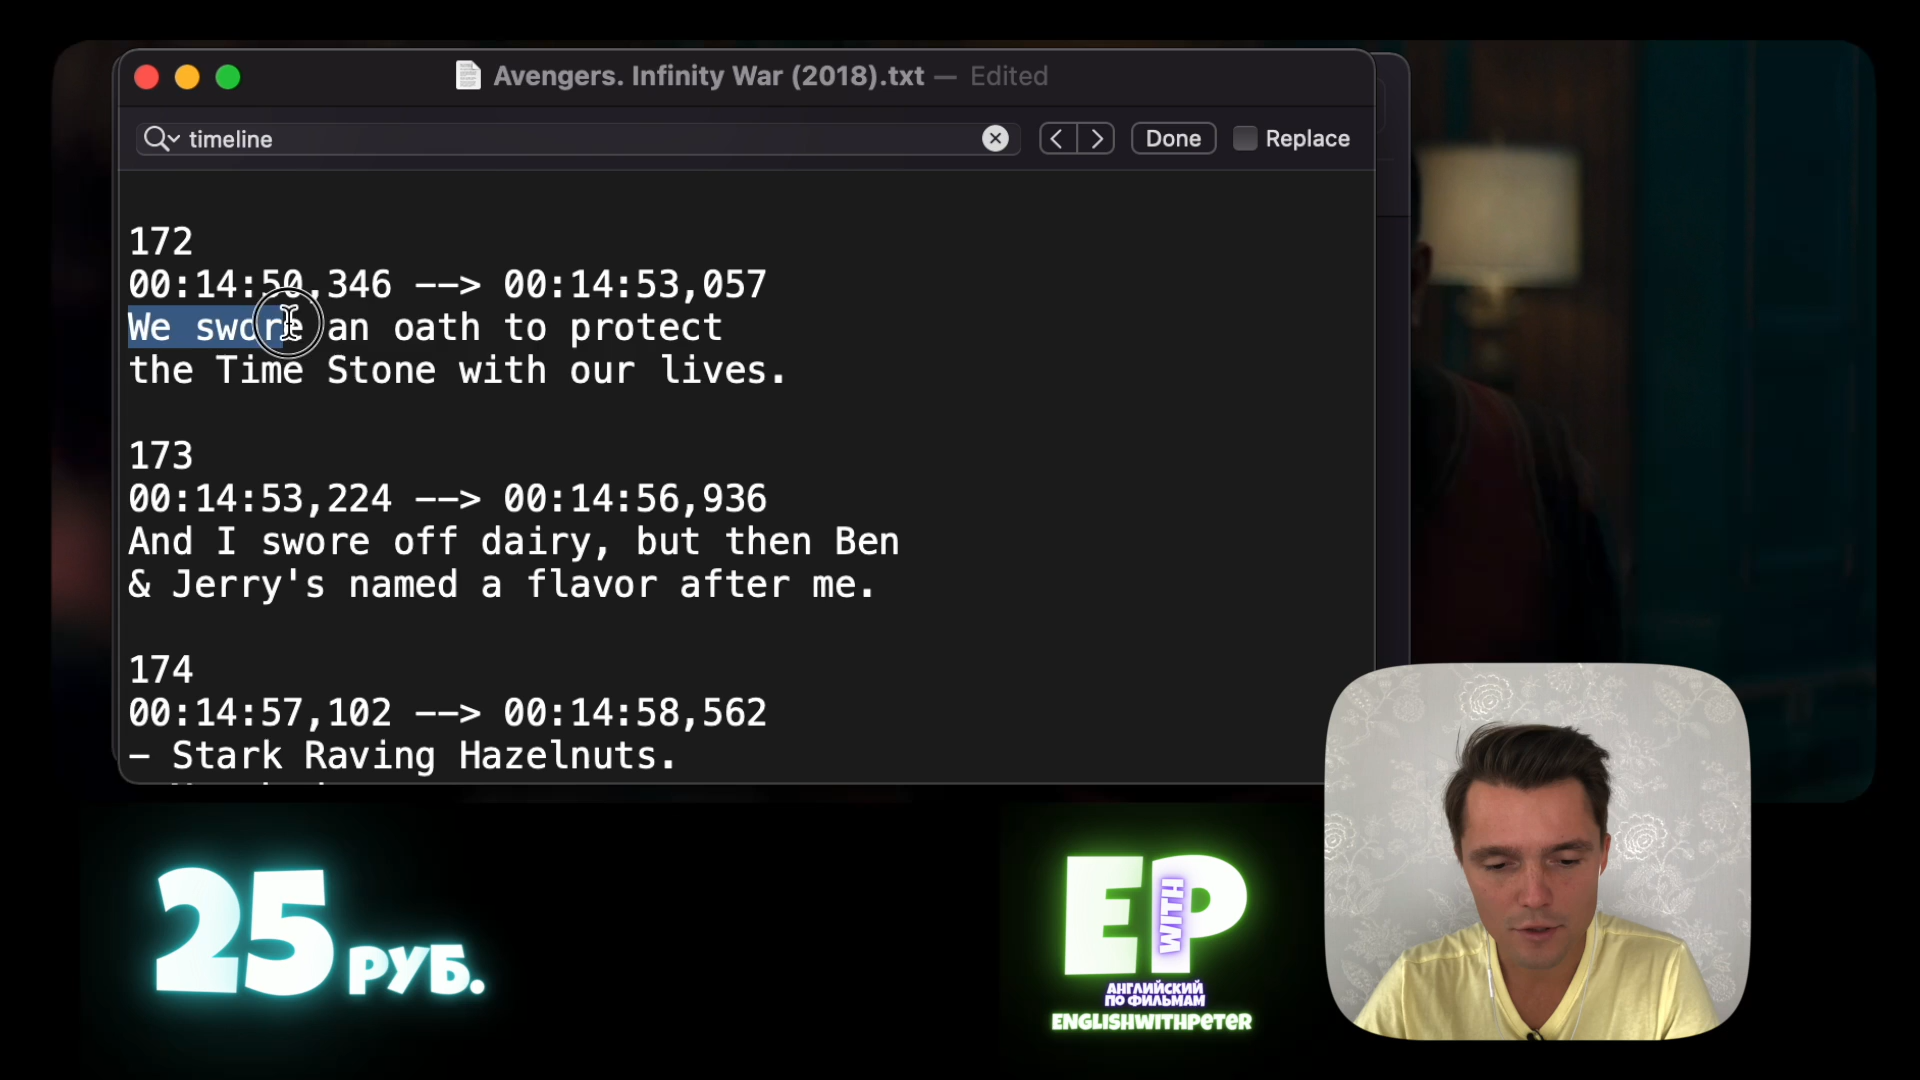 Avengers. Infinity War (2018).txt — Edited
timeline
Done
Replace
172
00:14:50,346 --> 00:14:53,057
We swore an oath to protect
the Time Stone with our lives.
173
00:14:53,224 --> 00:14:56,936
And I swore off dairy, but then Ben
& Jerry's named a flavor after me.
174
00:14:57,102 --> 00:14:58,562
– Stark Raving Hazelnuts.
25 РУБ.
EP
WITH
АНГЛИЙСКИЙ
ПО ФИЛЬМАМ
ENGLISHWITHPETER